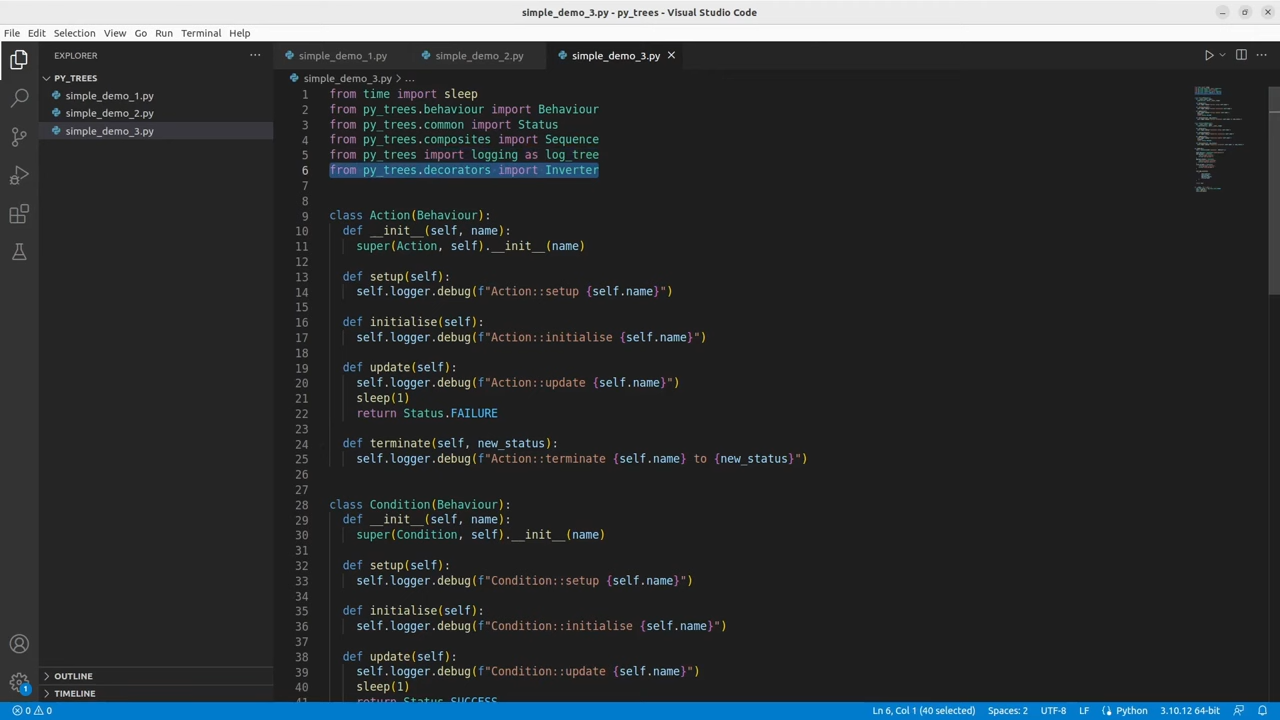 simple_demo_3.py - py_trees - Visual Studio Code
File Edit Selection View Go Run Terminal Help
EXPLORER
PY_TREES
simple_demo_1.py
simple_demo_2.py
simple_demo_3.py
OUTLINE
TIMELINE
simple_demo_1.py simple_demo_2.py simple_demo_3.py
simple_demo_3.py > ...
1 from time import sleep
2 from py_trees.behaviour import Behaviour
3 from py_trees.common import Status
4 from py_trees.composites import Sequence
5 from py_trees import logging as log_tree
6 from py_trees.decorators import Inverter
7
8
9 class Action(Behaviour):
10   def __init__(self, name):
11     super(Action, self).__init__(name)
12
13   def setup(self):
14     self.logger.debug(f"Action::setup {self.name}")
15
16   def initialise(self):
17     self.logger.debug(f"Action::initialise {self.name}")
18
19   def update(self):
20     self.logger.debug(f"Action::update {self.name}")
21     sleep(1)
22     return Status.FAILURE
23
24   def terminate(self, new_status):
25     self.logger.debug(f"Action::terminate {self.name} to {new_status}")
26
27
28 class Condition(Behaviour):
29   def __init__(self, name):
30     super(Condition, self).__init__(name)
31
32   def setup(self):
33     self.logger.debug(f"Condition::setup {self.name}")
34
35   def initialise(self):
36     self.logger.debug(f"Condition::initialise {self.name}")
37
38   def update(self):
39     self.logger.debug(f"Condition::update {self.name}")
40     sleep(1)
41     return Status.SUCCESS
1
0 0 Ln 6, Col 1 (40 selected) Spaces: 2 UTF-8 LF Python 3.10.12 64-bit